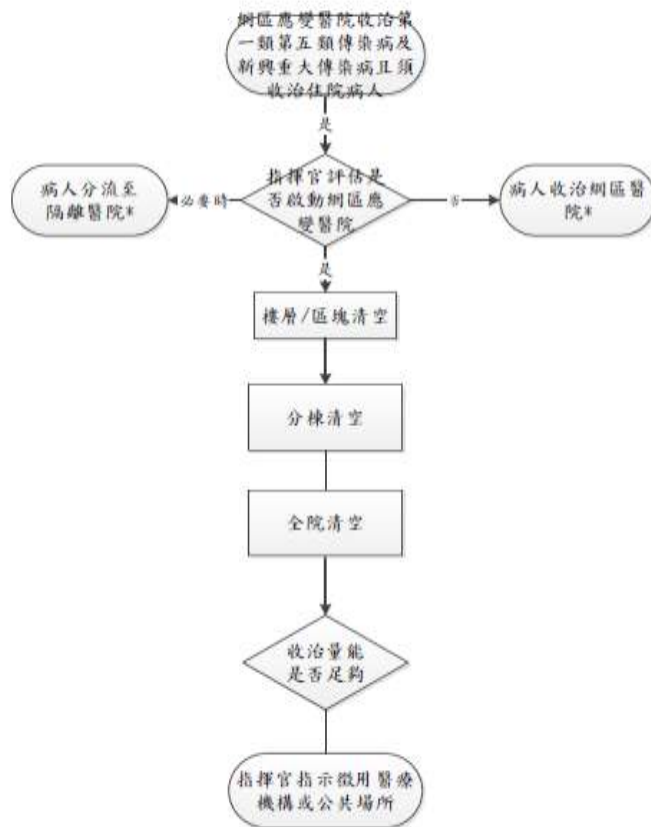 網區應變醫院收治第
一類第五類傳染病及
新興重大傳染病且須
收治住院病人
是
指揮官評估是
否啟動網區應
變醫院
病人分流至
隔離醫院*
必要時
否
病人收治網區醫
院*
是
樓層/區塊清空
分棟清空
全院清空
收治量能
是否足夠
指揮官指示徵用醫療
機構或公共場所